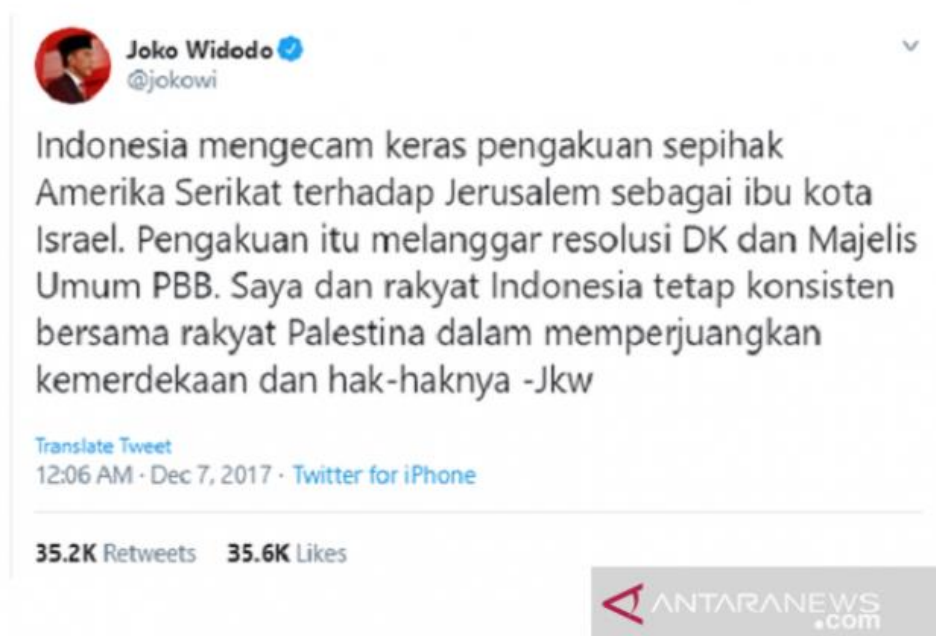 Joko Widodo
@jokowi
Indonesia mengecam keras pengakuan sepihak
Amerika Serikat terhadap Jerusalem sebagai ibu kota
Israel. Pengakuan itu melanggar resolusi DK dan Majelis
Umum PBB. Saya dan rakyat Indonesia tetap konsisten
bersama rakyat Palestina dalam memperjuangkan
kemerdekaan dan hak-haknya -Jkw
Translate Tweet
12:06 AM · Dec 7, 2017 · Twitter for iPhone
35.2K Retweets 35.6K Likes
ANTARANEWS
.com